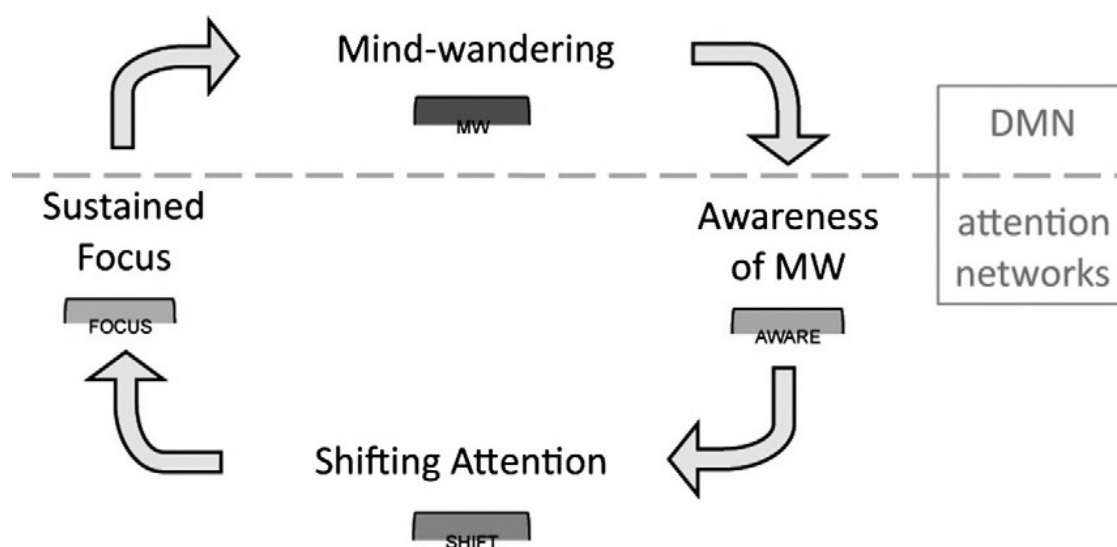 Mind-wandering
MW
DMN
Sustained
Focus
FOCUS
Awareness
of MW
AWARE
attention
networks
Shifting Attention
SHIFT